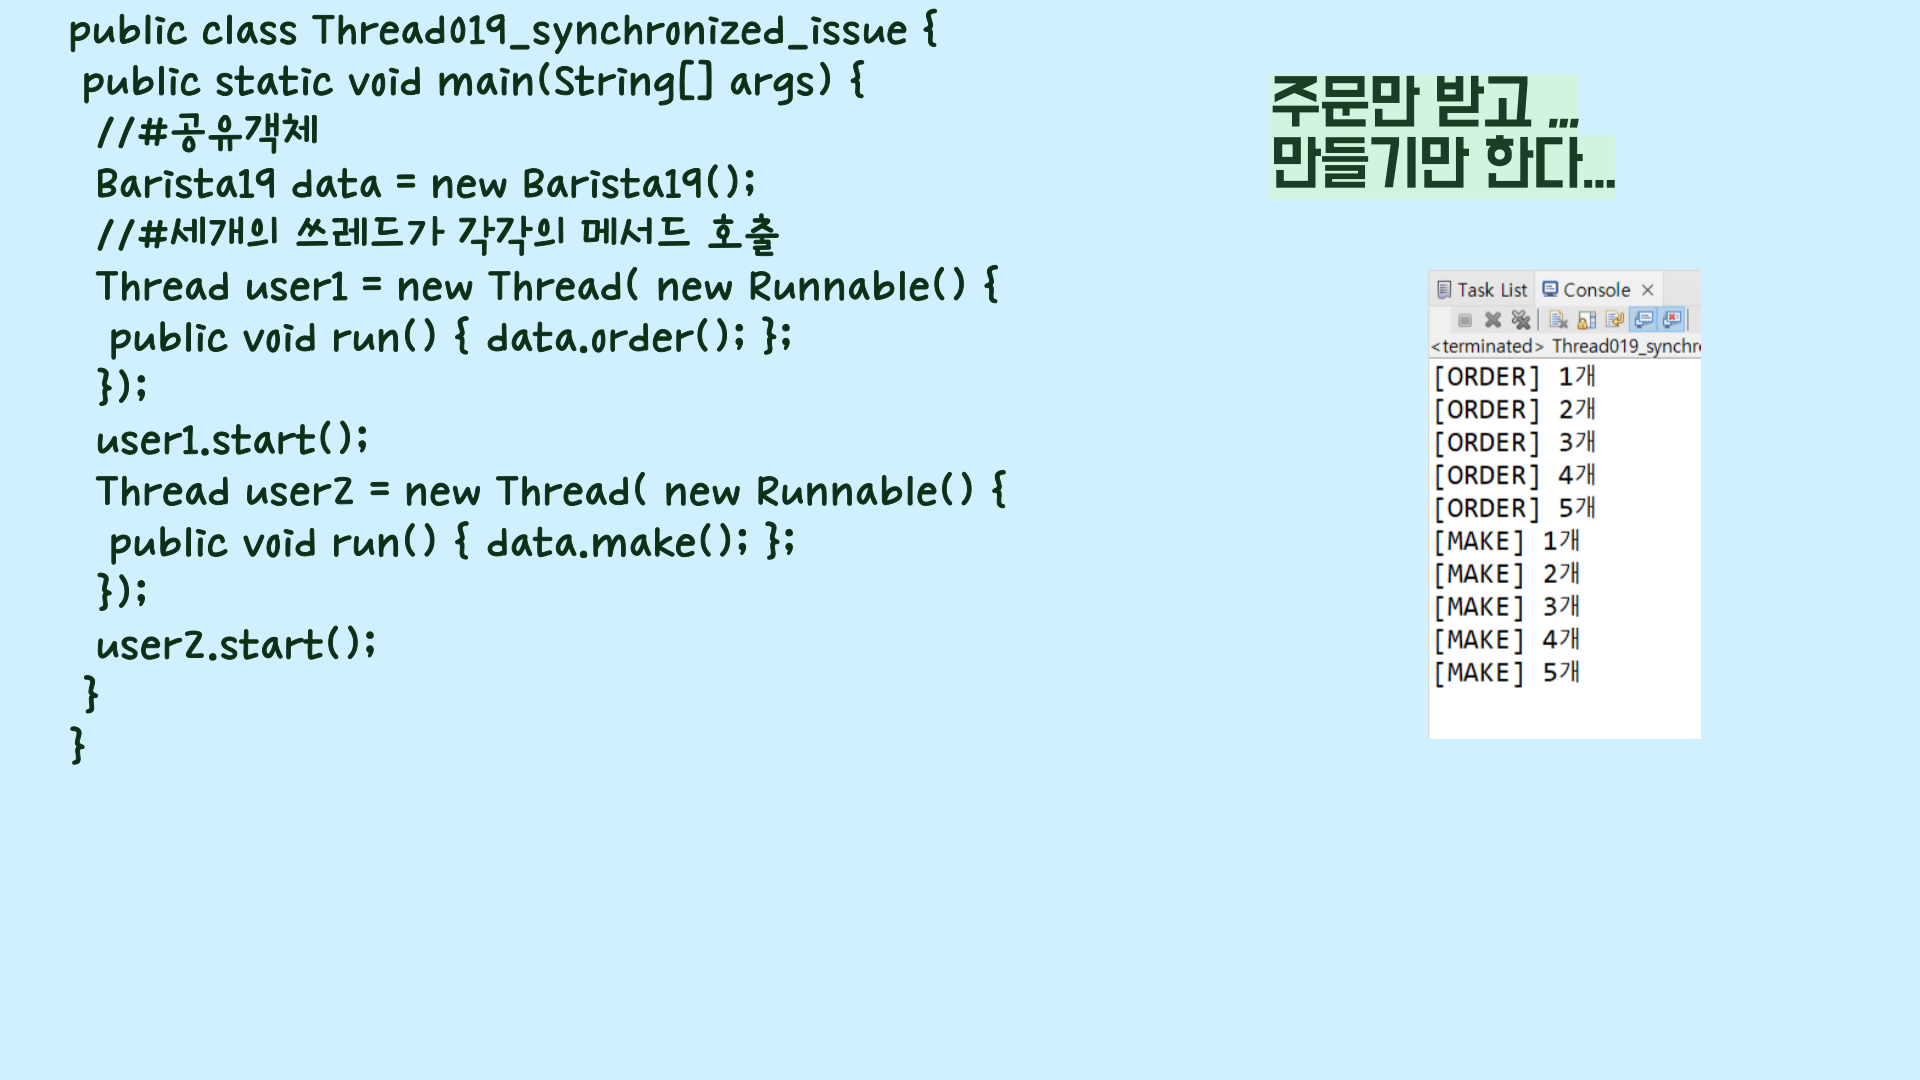 public class Thread019_synchronized_issue {
public static void main(String[] args) {
//#공유객체
Barista19 data = new Barista19();
//#세개의 쓰레드가 각각의 메서드 호출
Thread user1 = new Thread( new Runnable() {
public void run() { data.order(); };
});
user1.start();
Thread user2 = new Thread( new Runnable() {
public void run() { data.make(); };
});
user2.start();
}
}
주문만 받고 ...
만들기만 한다...
Task List Console
<terminated> Thread019_synchr
[ORDER] 1개
[ORDER] 2개
[ORDER] 3개
[ORDER] 4개
[ORDER] 5개
[MAKE] 1개
[MAKE] 2개
[MAKE] 3개
[MAKE] 4개
[MAKE] 5개